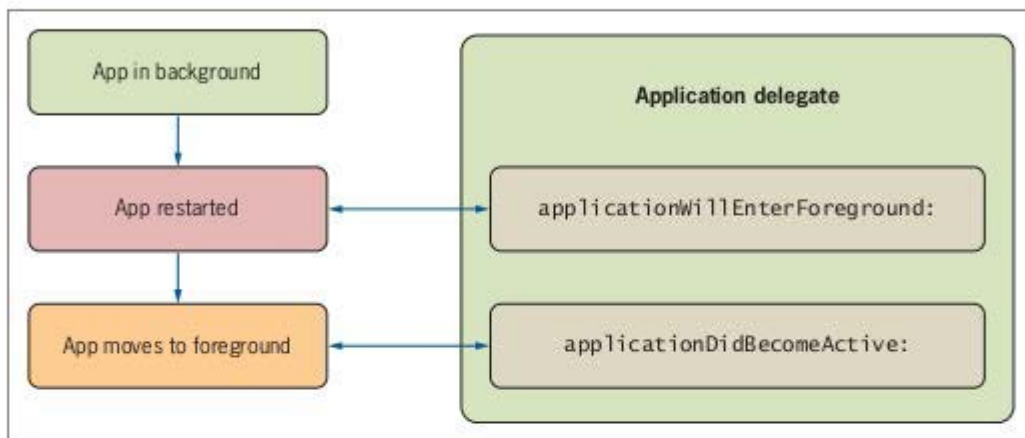 App in background
Application delegate
App restarted
applicationWillEnterForeground:
App moves to foreground
applicationDidBecomeActive: